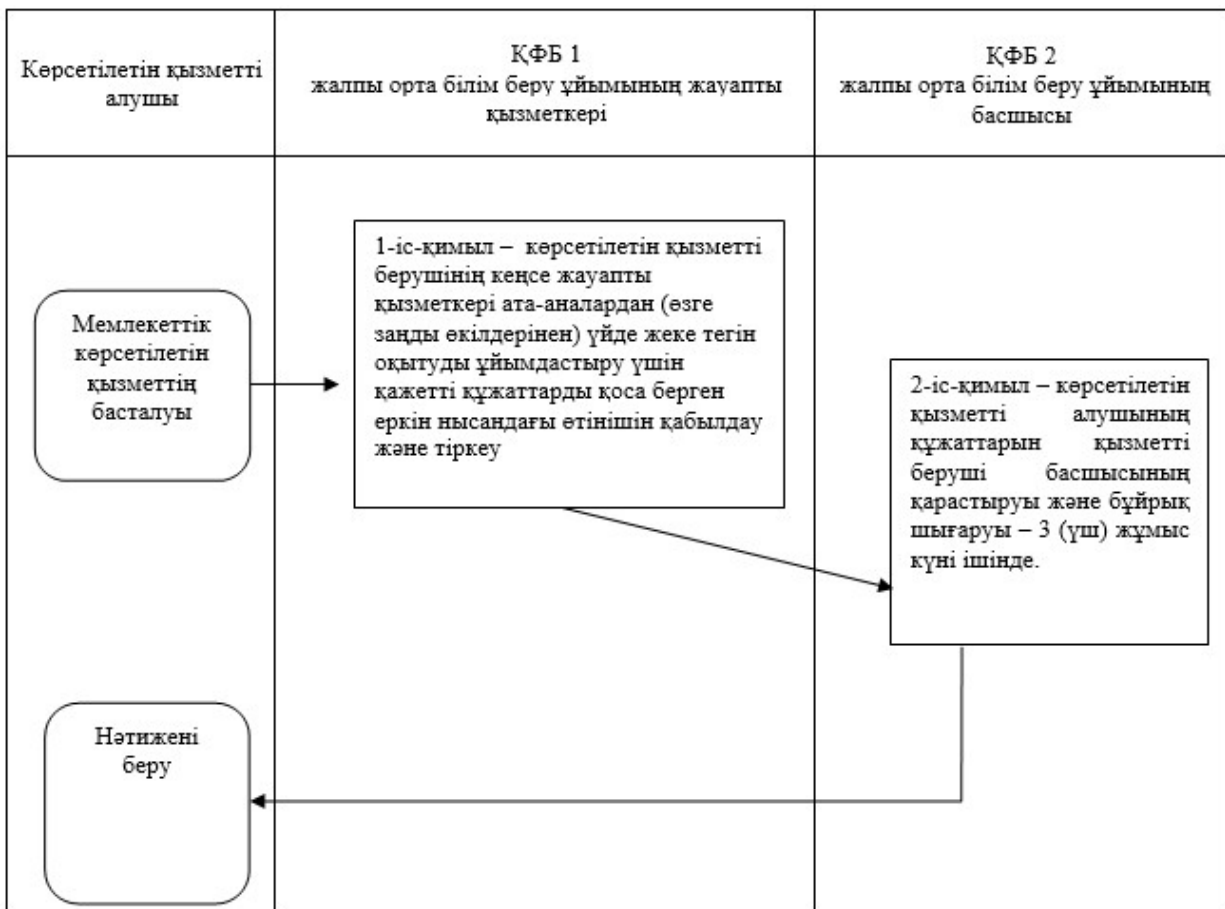 Көрсетілетін қызметті
алушы
ҚФБ 1
жалпы орта білім беру ұйымының жауапты
қызметкері
ҚФБ 2
жалпы орта білім беру ұйымының
басшысы
Мемлекеттік
көрсетілетін
қызметтің
басталуы
1-іс-қимыл – көрсетілетін қызметті
берушінің кеңсе жауапты
қызметкері ата-аналардан (өзге
заңды өкілдерінен) үйде жеке тегін
оқытуды ұйымдастыру үшін
қажетті құжаттарды қоса берген
еркін нысандағы өтінішін қабылдау
және тіркеу
2-іс-қимыл – көрсетілетін
қызметті алушының
құжаттарын қызметті
беруші басшысының
қарастыруы және бұйрық
шығаруы – 3 (үш) жұмыс
күні ішінде.
Нәтижені
беру